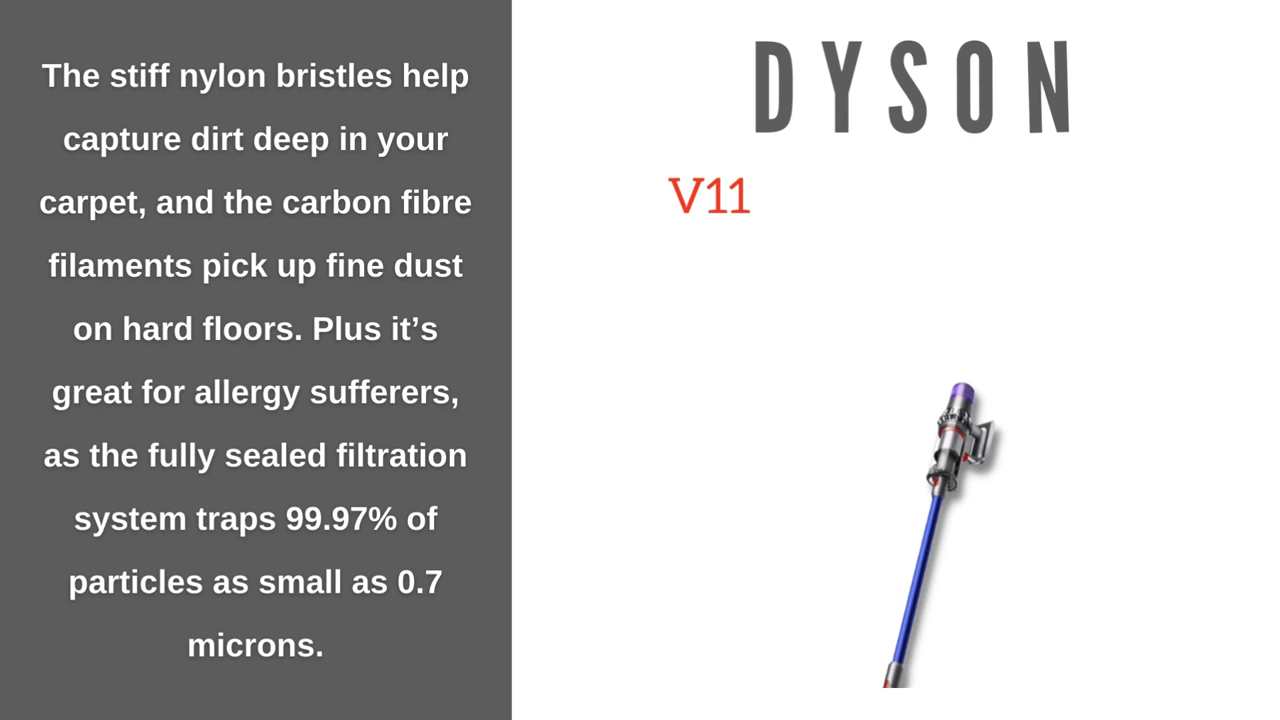 The stiff nylon bristles help
capture dirt deep in your
carpet, and the carbon fibre
filaments pick up fine dust
on hard floors. Plus it’s
great for allergy sufferers,
as the fully sealed filtration
system traps 99.97% of
particles as small as 0.7
microns.
DYSON
V11